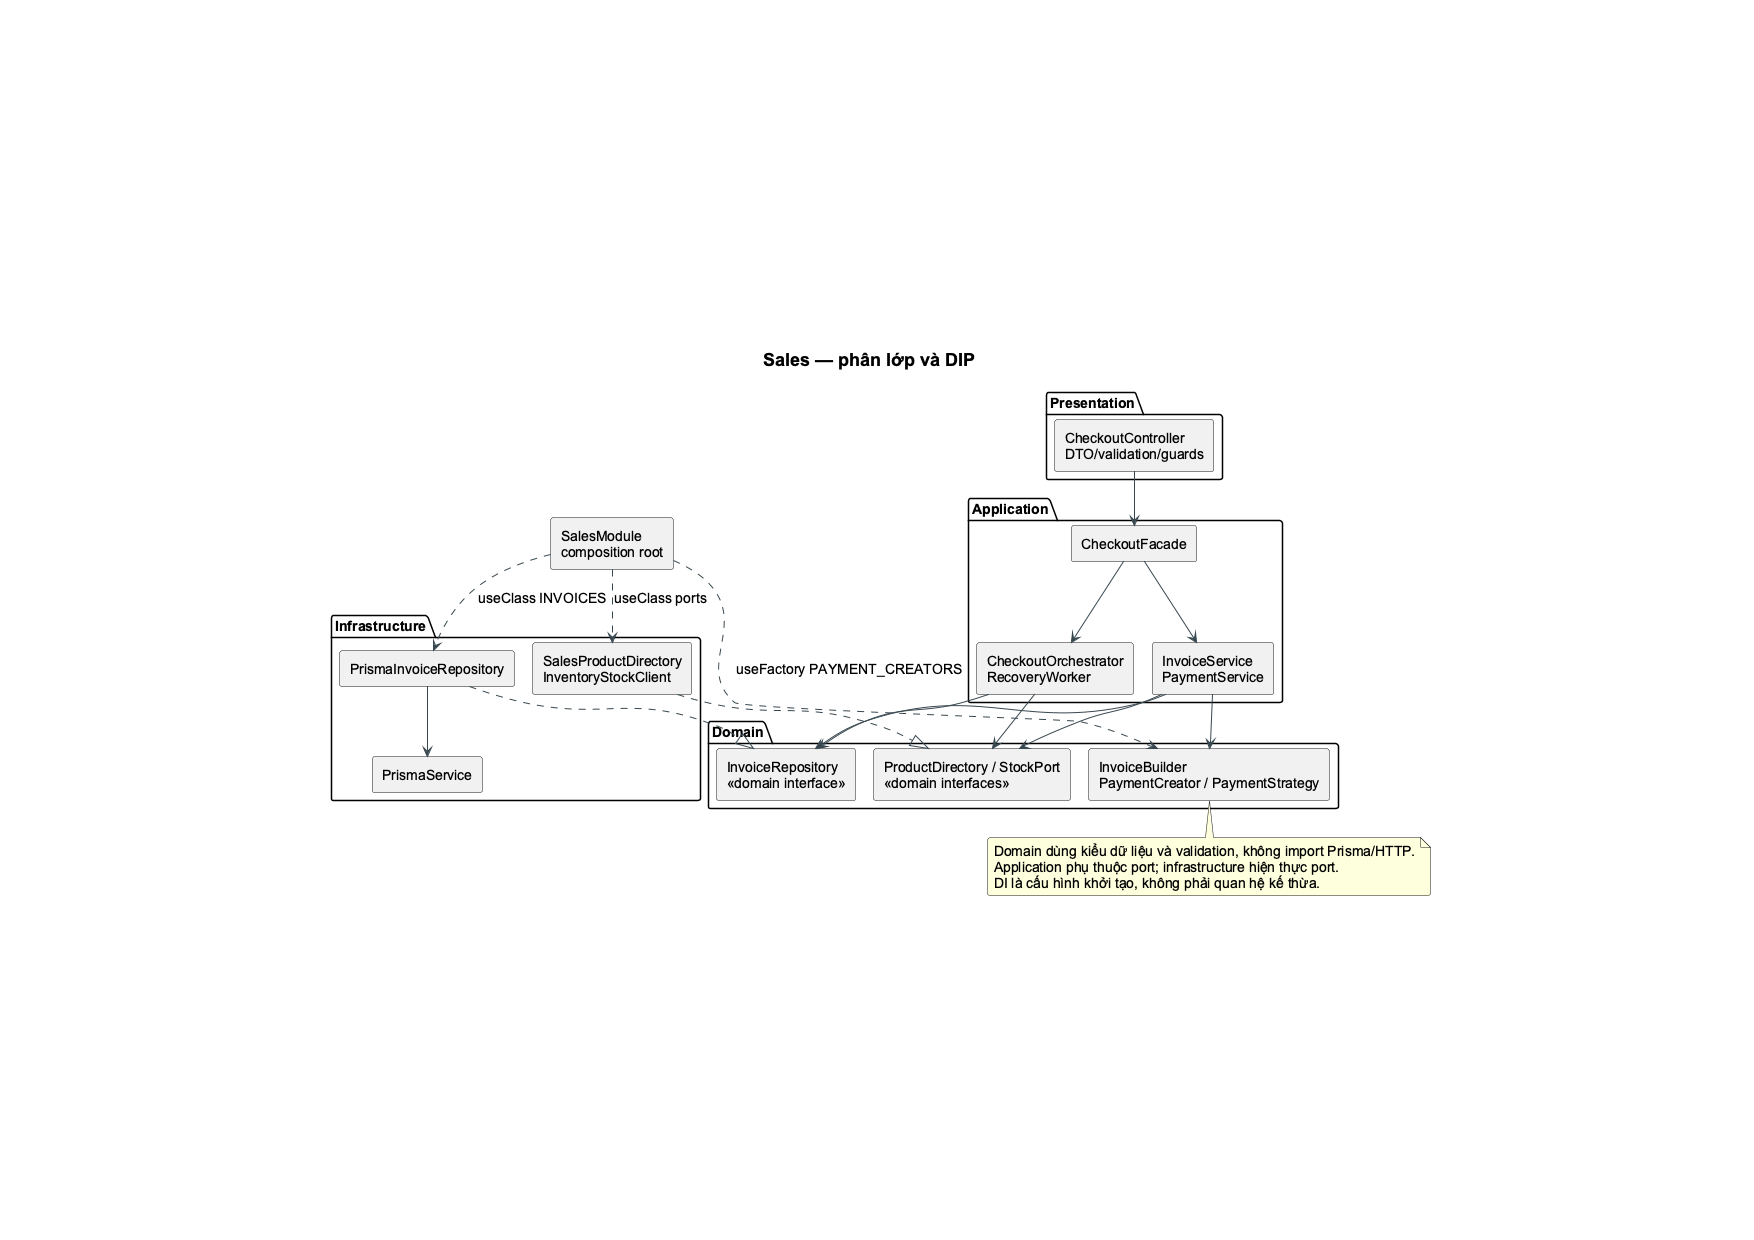 Sales — phân lớp và DIP
Presentation
CheckoutController
DTO/validation/guards
Application
CheckoutFacade
SalesModule
composition root
useClass INVOICES
useClass ports
Infrastructure
PrismaInvoiceRepository
SalesProductDirectory
InventoryStockClient
useFactory PAYMENT_CREATORS
CheckoutOrchestrator
RecoveryWorker
InvoiceService
PaymentService
Domain
PrismaService
InvoiceRepository
«domain interface»
ProductDirectory / StockPort
«domain interfaces»
InvoiceBuilder
PaymentCreator / PaymentStrategy
Domain dùng kiểu dữ liệu và validation, không import Prisma/HTTP.
Application phụ thuộc port; infrastructure hiện thực port.
DI là cấu hình khởi tạo, không phải quan hệ kế thừa.